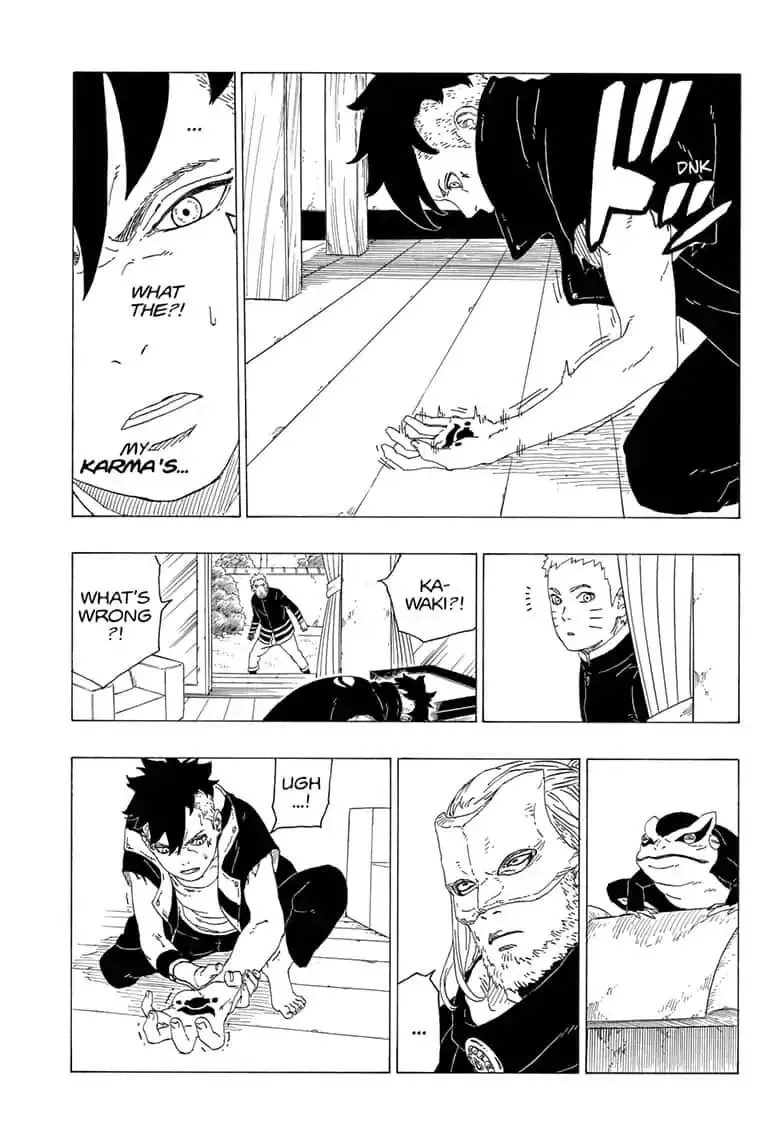 DNK
...
WHAT
THE?!
MY
KARMA'S...
KA-
WAKI?!
WHAT'S
WRONG
?!
...
UGH
...!